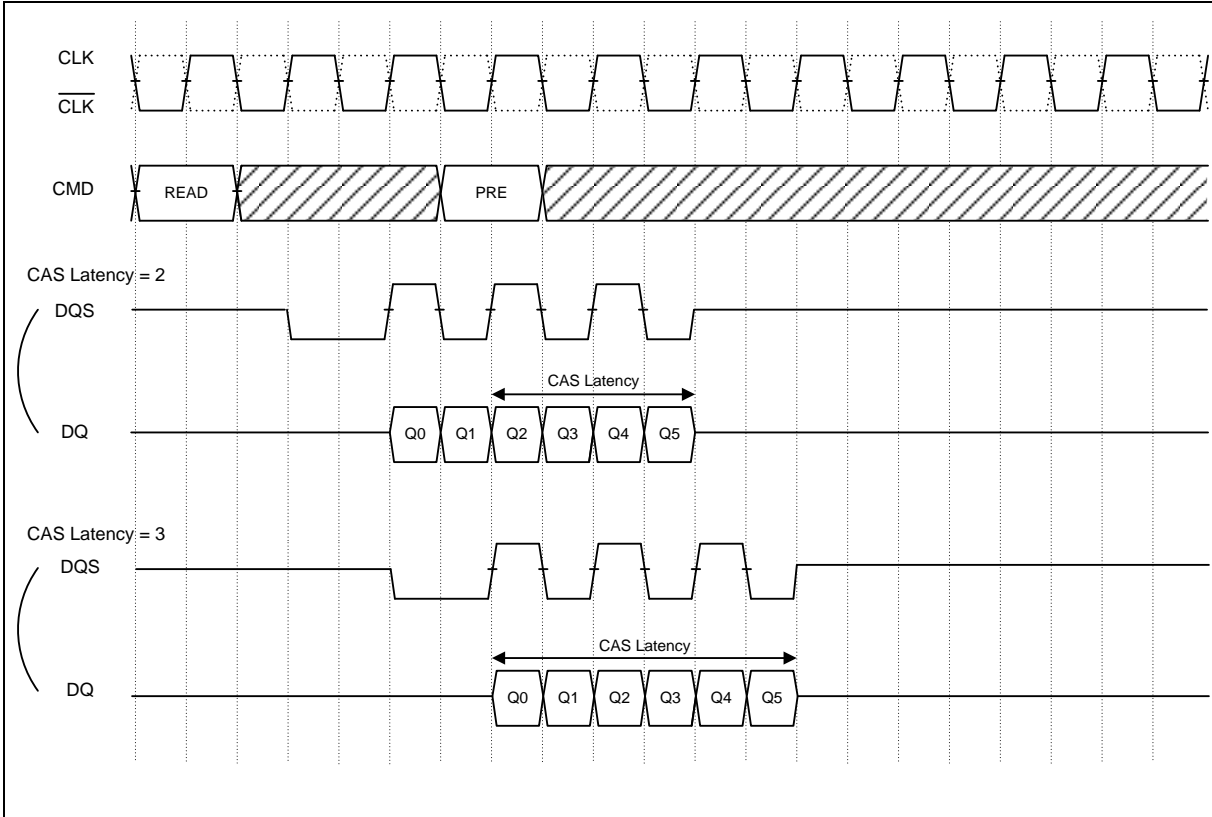 CLK
CLK
CMD
READ
PRE
CAS Latency = 2
DQS
CAS Latency
DQ
Q0 Q1 Q2 Q3 Q4 Q5
CAS Latency = 3
DQS
CAS Latency
DQ
Q0 Q1 Q2 Q3 Q4 Q5